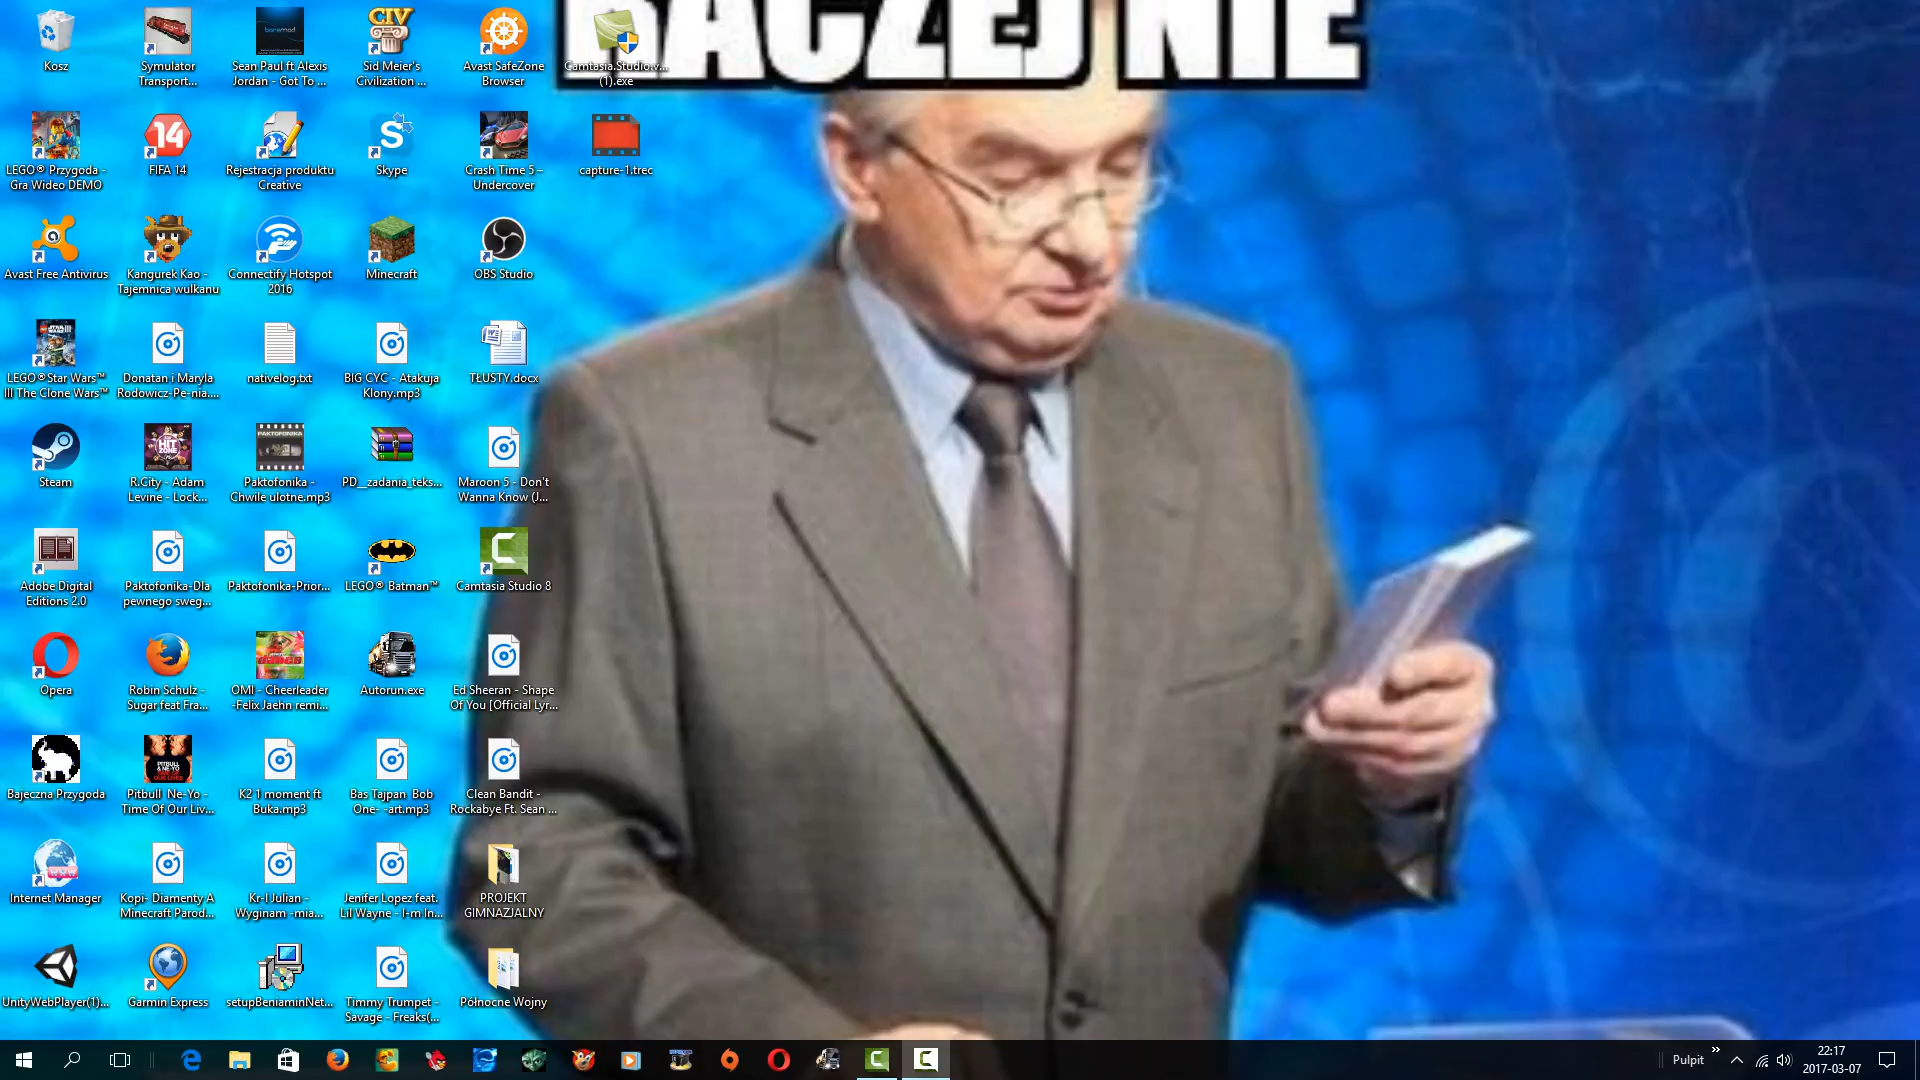 RACZEJ NIE
Kosz
Symulator
Transport...
Sean Paul ft Alexis
Jordan - Got To ...
Sid Meier's
Civilization ...
Avast SafeZone
Browser
Camtasia.Studio.v...
(1).exe
LEGO® Przygoda -
Gra Wideo DEMO
FIFA 14
Rejestracja produktu
Creative
Skype
Crash Time 5 –
Undercover
capture-1.trec
Avast Free Antivirus
Kangurek Kao -
Tajemnica wulkanu
Connectify Hotspot
2016
Minecraft
OBS Studio
LEGO®Star Wars™
III The Clone Wars™
Donatan i Maryla
Rodowicz-Pe-nia....
nativelog.txt
BIG CYC - Atakuja
Klony.mp3
TŁUSTY.docx
Steam
R.City - Adam
Levine - Lock...
Paktofonika -
Chwile ulotne.mp3
PD__zadania_teks...
Maroon 5 - Don't
Wanna Know (J...
Adobe Digital
Editions 2.0
Paktofonika-Dla
pewnego sweg...
Paktofonika-Prior...
LEGO® Batman™
Camtasia Studio 8
Opera
Robin Schulz -
Sugar feat Fra...
OMI - Cheerleader
-Felix Jaehn remi...
Autorun.exe
Ed Sheeran - Shape
Of You [Official Lyr...
Bajeczna Przygoda
Pitbull Ne-Yo -
Time Of Our Liv...
K2 1 moment ft
Buka.mp3
Bas Tajpan Bob
One- -art.mp3
Clean Bandit -
Rockabye Ft. Sean ...
Internet Manager
Kopi- Diamenty A
Minecraft Parod...
Kr-l Julian -
Wyginam -mia...
Jenifer Lopez feat.
Lil Wayne - I-m In...
PROJEKT
GIMNAZJALNY
UnityWebPlayer(1)...
Garmin Express
setupBeniaminNet...
Timmy Trumpet -
Savage - Freaks(...
Północne Wojny
Pulpit
22:17
2017-03-07